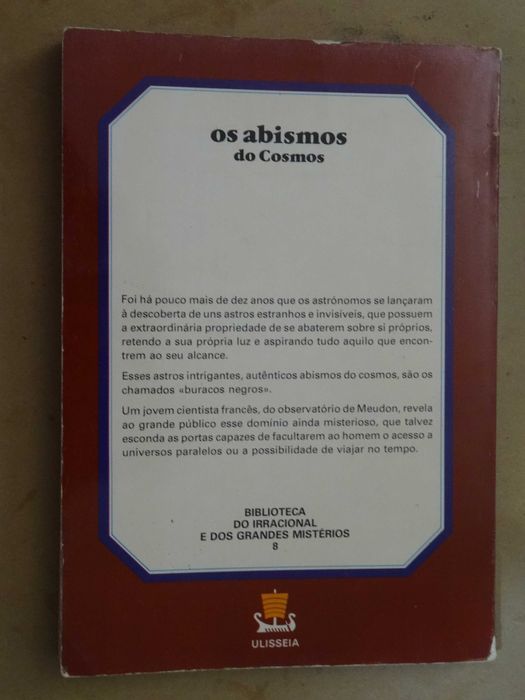 os abismos
do Cosmos
Foi há pouco mais de dez anos que os astrónomos se lançaram
à descoberta de uns astros estranhos e invisíveis, que possuem
a extraordinária propriedade de se abaterem sobre si próprios,
retendo a sua própria luz e aspirando tudo aquilo que encon-
trem ao seu alcance.
Esses astros intrigantes, autênticos abismos do cosmos, são os
chamados «buracos negros».
Um jovem cientista francês, do observatório de Meudon, revela
ao grande público esse domínio ainda misterioso, que talvez
esconda as portas capazes de facultarem ao homem o acesso a
universos paralelos ou a possibilidade de viajar no tempo.
BIBLIOTECA
DO IRRACIONAL
E DOS GRANDES MISTÉRIOS
8
ULISSEIA